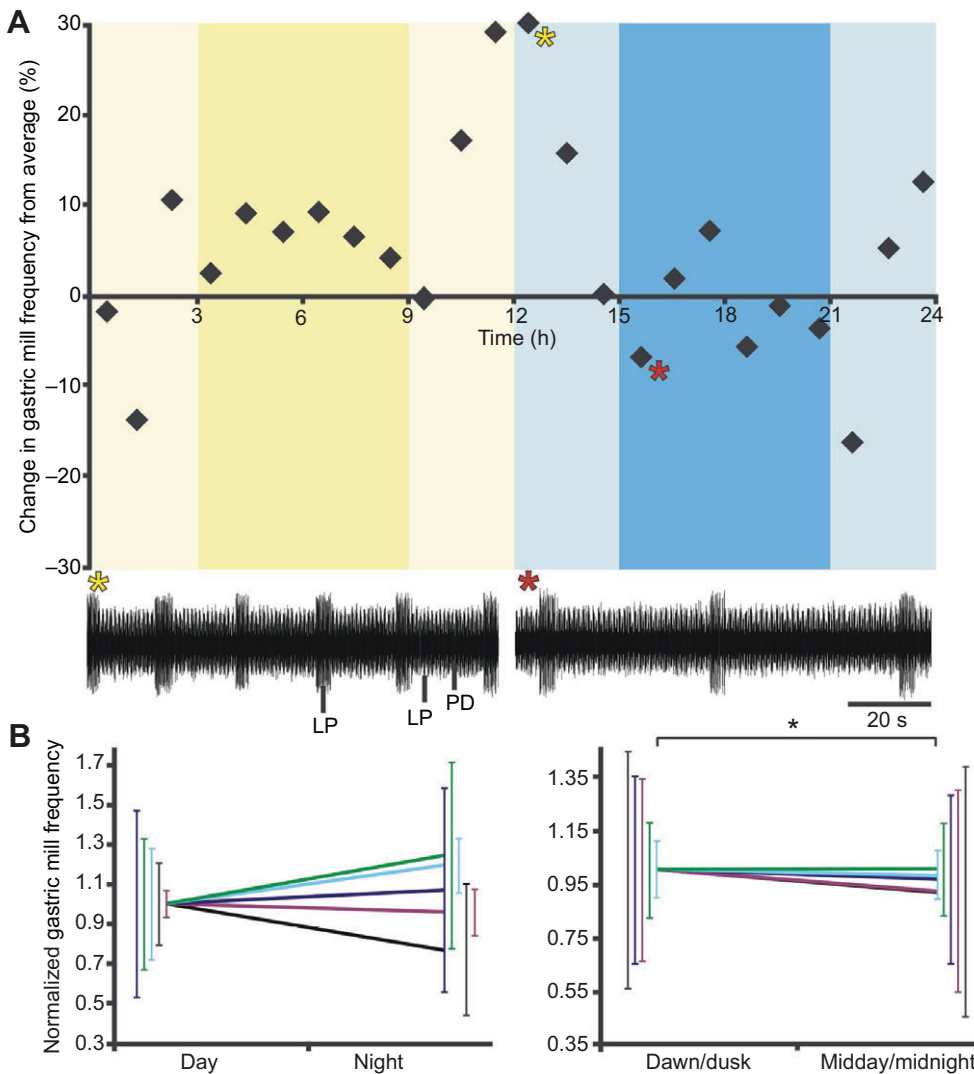 A
Change in gastric mill frequency from average (%)
30
20
10
0
–10
–20
–30
3 6 9 12 15 18 21 24
Time (h)
* *
* *
LP LP PD
20 s
B
Normalized gastric mill frequency
1.7
1.5
1.3
1.1
0.9
0.7
0.5
0.3
Day Night
*
1.35
1.15
0.95
0.75
0.55
0.35
Dawn/dusk Midday/midnight